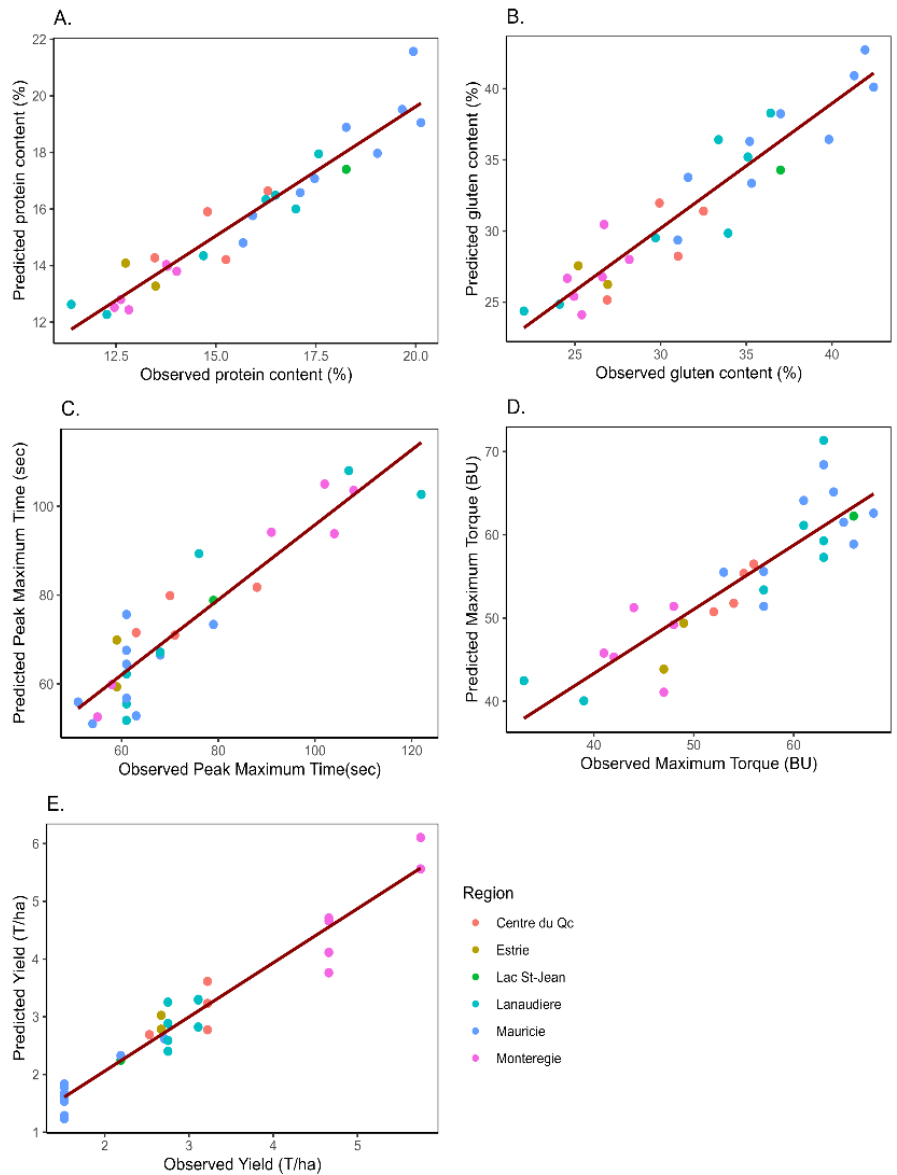 A.
B.
22
20
18
16
14
12
Predicted protein content (%)
12.5 15.0 17.5 20.0
Observed protein content (%)
40
35
30
25
Predicted gluten content (%)
25 30 35 40
Observed gluten content (%)
C.
D.
100
80
60
Predicted Peak Maximum Time (sec)
60 80 100 120
Observed Peak Maximum Time(sec)
70
60
50
40
Predicted Maximum Torque (BU)
40 50 60
Observed Maximum Torque (BU)
E.
6
5
4
3
2
1
Predicted Yield (T/ha)
2 3 4 5
Observed Yield (T/ha)
Region
Centre du Qc
Estrie
Lac St-Jean
Lanaudiere
Mauricie
Monteregie